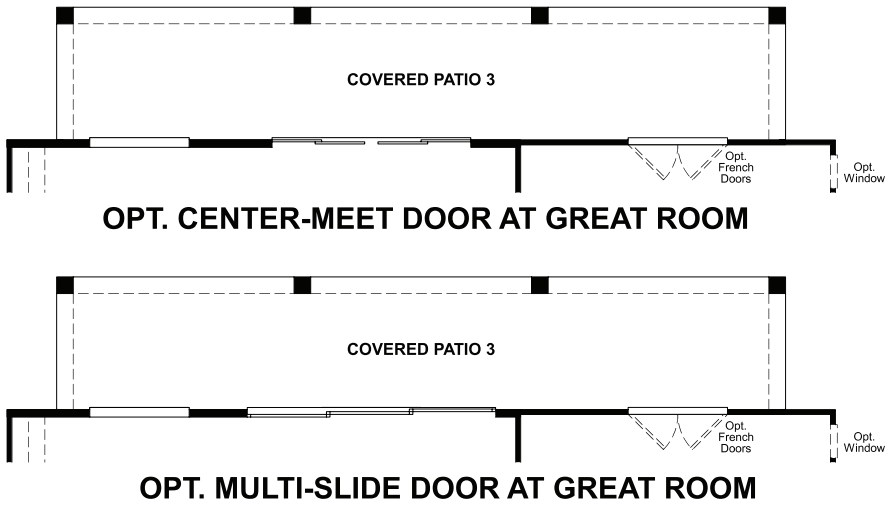 COVERED PATIO 3
Opt.
French
Doors
Opt.
Window
OPT. CENTER-MEET DOOR AT GREAT ROOM
COVERED PATIO 3
Opt.
French
Doors
Opt.
Window
OPT. MULTI-SLIDE DOOR AT GREAT ROOM